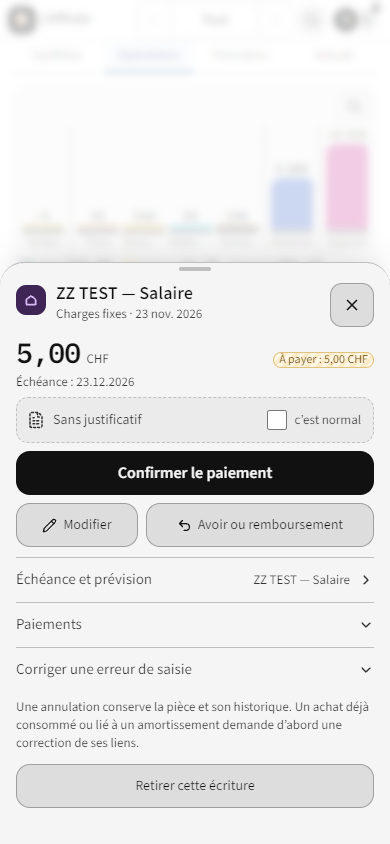 ZZ TEST — Salaire
Charges fixes · 23 nov. 2026
5,00 CHF
À payer : 5,00 CHF
Échéance : 23.12.2026
Sans justificatif
c’est normal
Confirmer le paiement
Modifier
Avoir ou remboursement
Échéance et prévision
ZZ TEST — Salaire
Paiements
Corriger une erreur de saisie
Une annulation conserve la pièce et son historique. Un achat déjà
consommé ou lié à un amortissement demande d’abord une
correction de ses liens.
Retirer cette écriture